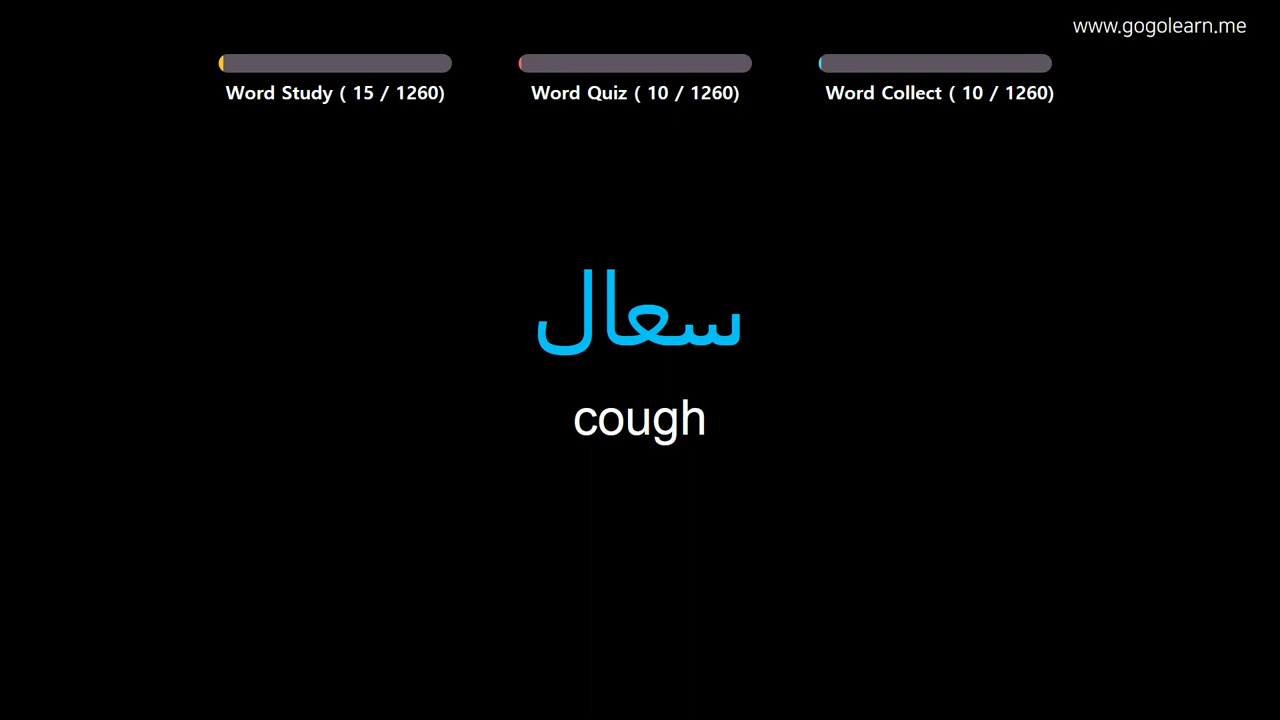 www.gogolearn.me
Word Study ( 15 / 1260)
Word Quiz ( 10 / 1260)
Word Collect ( 10 / 1260)
سعال
cough